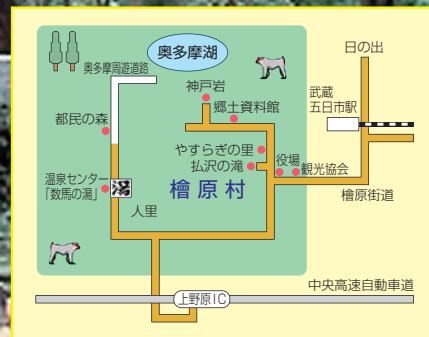 奥多摩湖
日の出
奥多摩周遊道路
神戸岩
郷土資料館
武蔵
五日市駅
都民の森
やすらぎの里
払沢の滝
役場
観光協会
温泉センター
「数馬の湯」
湯
人里
檜原村
檜原街道
中央高速自動車道
上野原IC